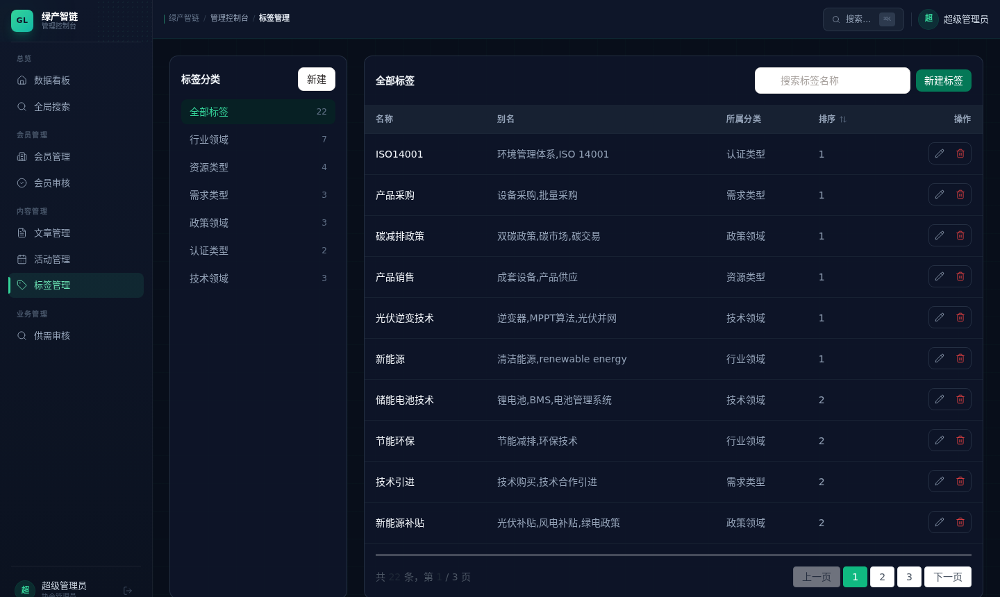 GL
绿产智链
管理控制台
总览
数据看板
全局搜索
会员管理
会员管理
会员审核
内容管理
文章管理
活动管理
标签管理
业务管理
供需审核
超 超级管理员
协会管理员
绿产智链 / 管理控制台 / 标签管理
搜索... ⌘K
超 超级管理员
标签分类 新建
全部标签 22
行业领域 7
资源类型 4
需求类型 3
政策领域 3
认证类型 2
技术领域 3
全部标签 搜索标签名称 新建标签
名称 别名 所属分类 排序 操作
ISO14001 环境管理体系,ISO 14001 认证类型 1
产品采购 设备采购,批量采购 需求类型 1
碳减排政策 双碳政策,碳市场,碳交易 政策领域 1
产品销售 成套设备,产品供应 资源类型 1
光伏逆变技术 逆变器,MPPT算法,光伏并网 技术领域 1
新能源 清洁能源,renewable energy 行业领域 1
储能电池技术 锂电池,BMS,电池管理系统 技术领域 2
节能环保 节能减排,环保技术 行业领域 2
技术引进 技术购买,技术合作引进 需求类型 2
新能源补贴 光伏补贴,风电补贴,绿电政策 政策领域 2
共 22 条，第 1 / 3 页 上一页 1 2 3 下一页